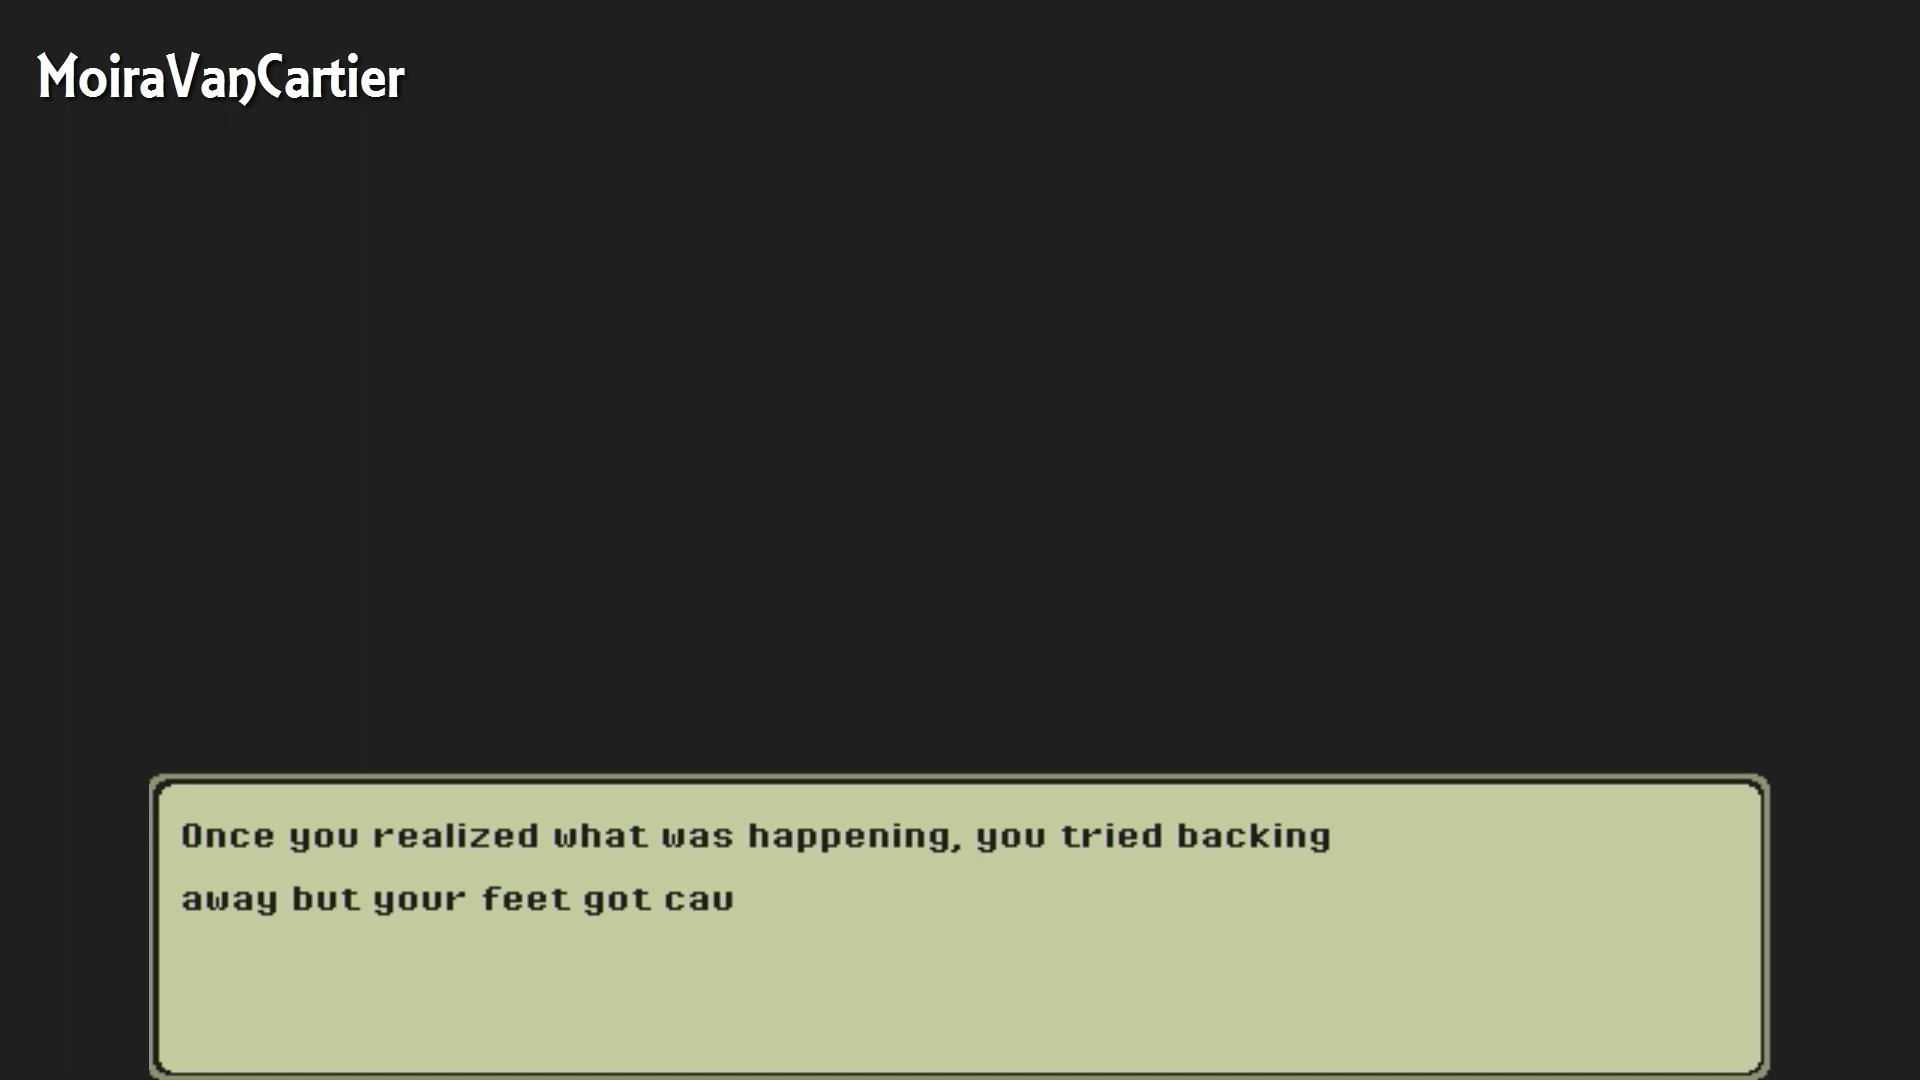 MoiraVanCartier
Once you realized what was happening, you tried backing
away but your feet got cau